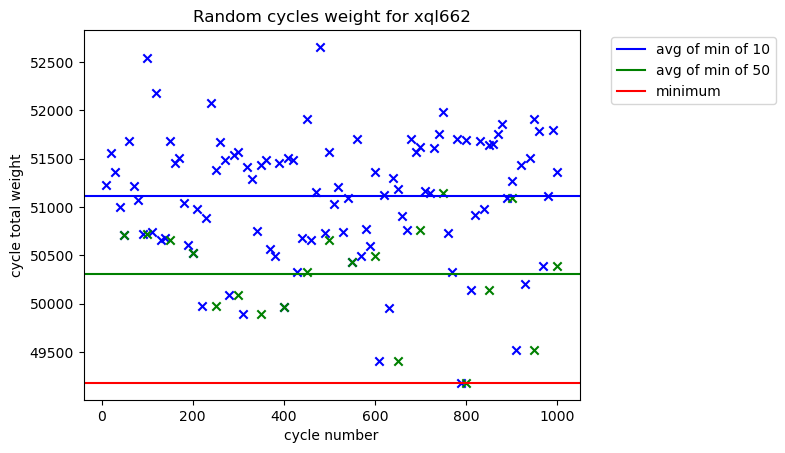 Random cycles weight for xql662
avg of min of 10
avg of min of 50
minimum
cycle total weight
52500
52000
51500
51000
50500
50000
49500
0 200 400 600 800 1000
cycle number